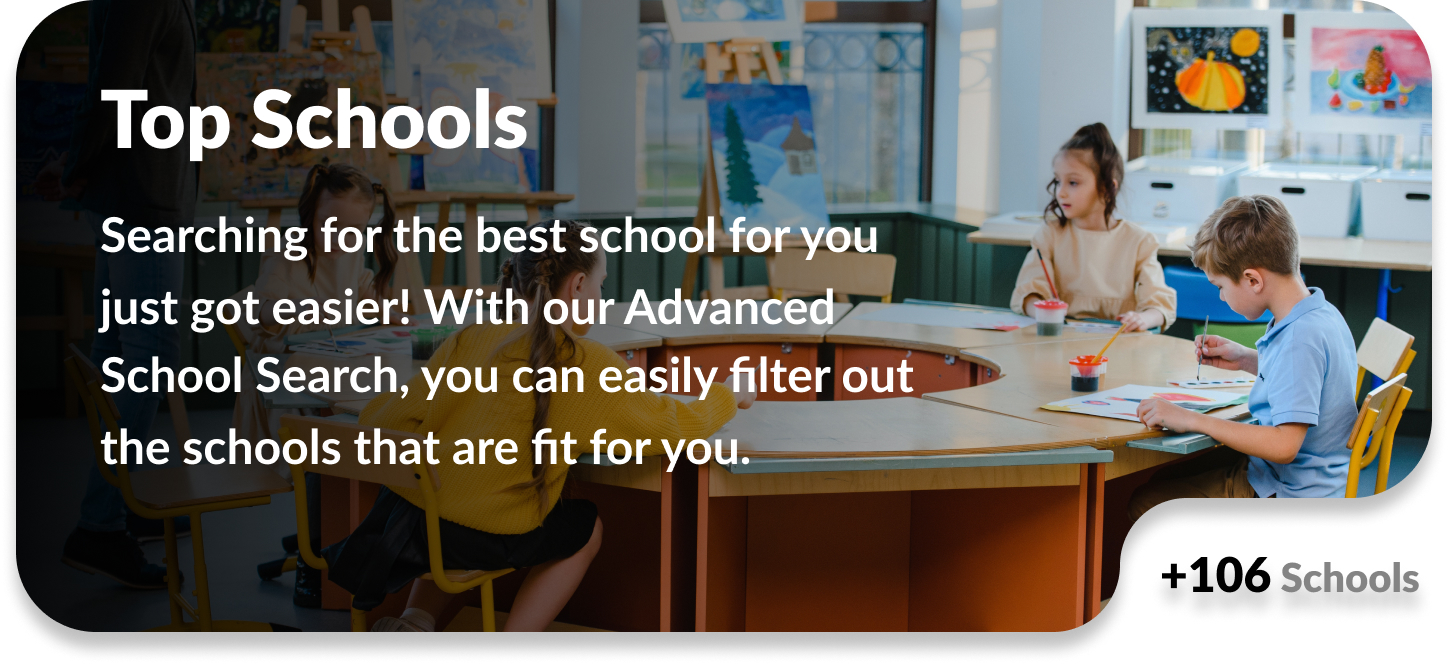 Top Schools
Searching for the best school for you
just got easier! With our Advanced
School Search, you can easily filter out
the schools that are fit for you.
+106 Schools